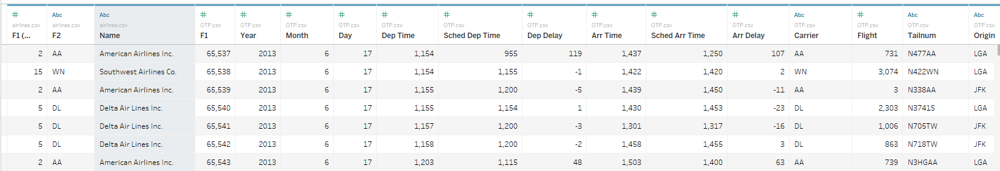 # Abc Abc # # # # # # # # # # Abc # Abc Abc
airlines.csv airlines.csv airlines.csv OTP.csv OTP.csv OTP.csv OTP.csv OTP.csv OTP.csv OTP.csv OTP.csv OTP.csv OTP.csv OTP.csv OTP.csv OTP.csv OTP.csv
F1 (... F2 Name F1 Year Month Day Dep Time Sched Dep Time Dep Delay Arr Time Sched Arr Time Arr Delay Carrier Flight Tailnum Origin
2 AA American Airlines Inc. 65,537 2013 6 17 1,154 955 119 1,437 1,250 107 AA 731 N477AA LGA
15 WN Southwest Airlines Co. 65,538 2013 6 17 1,154 1,155 -1 1,422 1,420 2 WN 3,074 N422WN LGA
2 AA American Airlines Inc. 65,539 2013 6 17 1,155 1,200 -5 1,439 1,450 -11 AA 3 N338AA JFK
5 DL Delta Air Lines Inc. 65,540 2013 6 17 1,155 1,154 1 1,430 1,453 -23 DL 2,303 N3741S LGA
5 DL Delta Air Lines Inc. 65,541 2013 6 17 1,157 1,200 -3 1,301 1,317 -16 DL 1,006 N705TW JFK
5 DL Delta Air Lines Inc. 65,542 2013 6 17 1,158 1,200 -2 1,458 1,455 3 DL 863 N718TW JFK
2 AA American Airlines Inc. 65,543 2013 6 17 1,203 1,115 48 1,503 1,400 63 AA 739 N3HGAA LGA